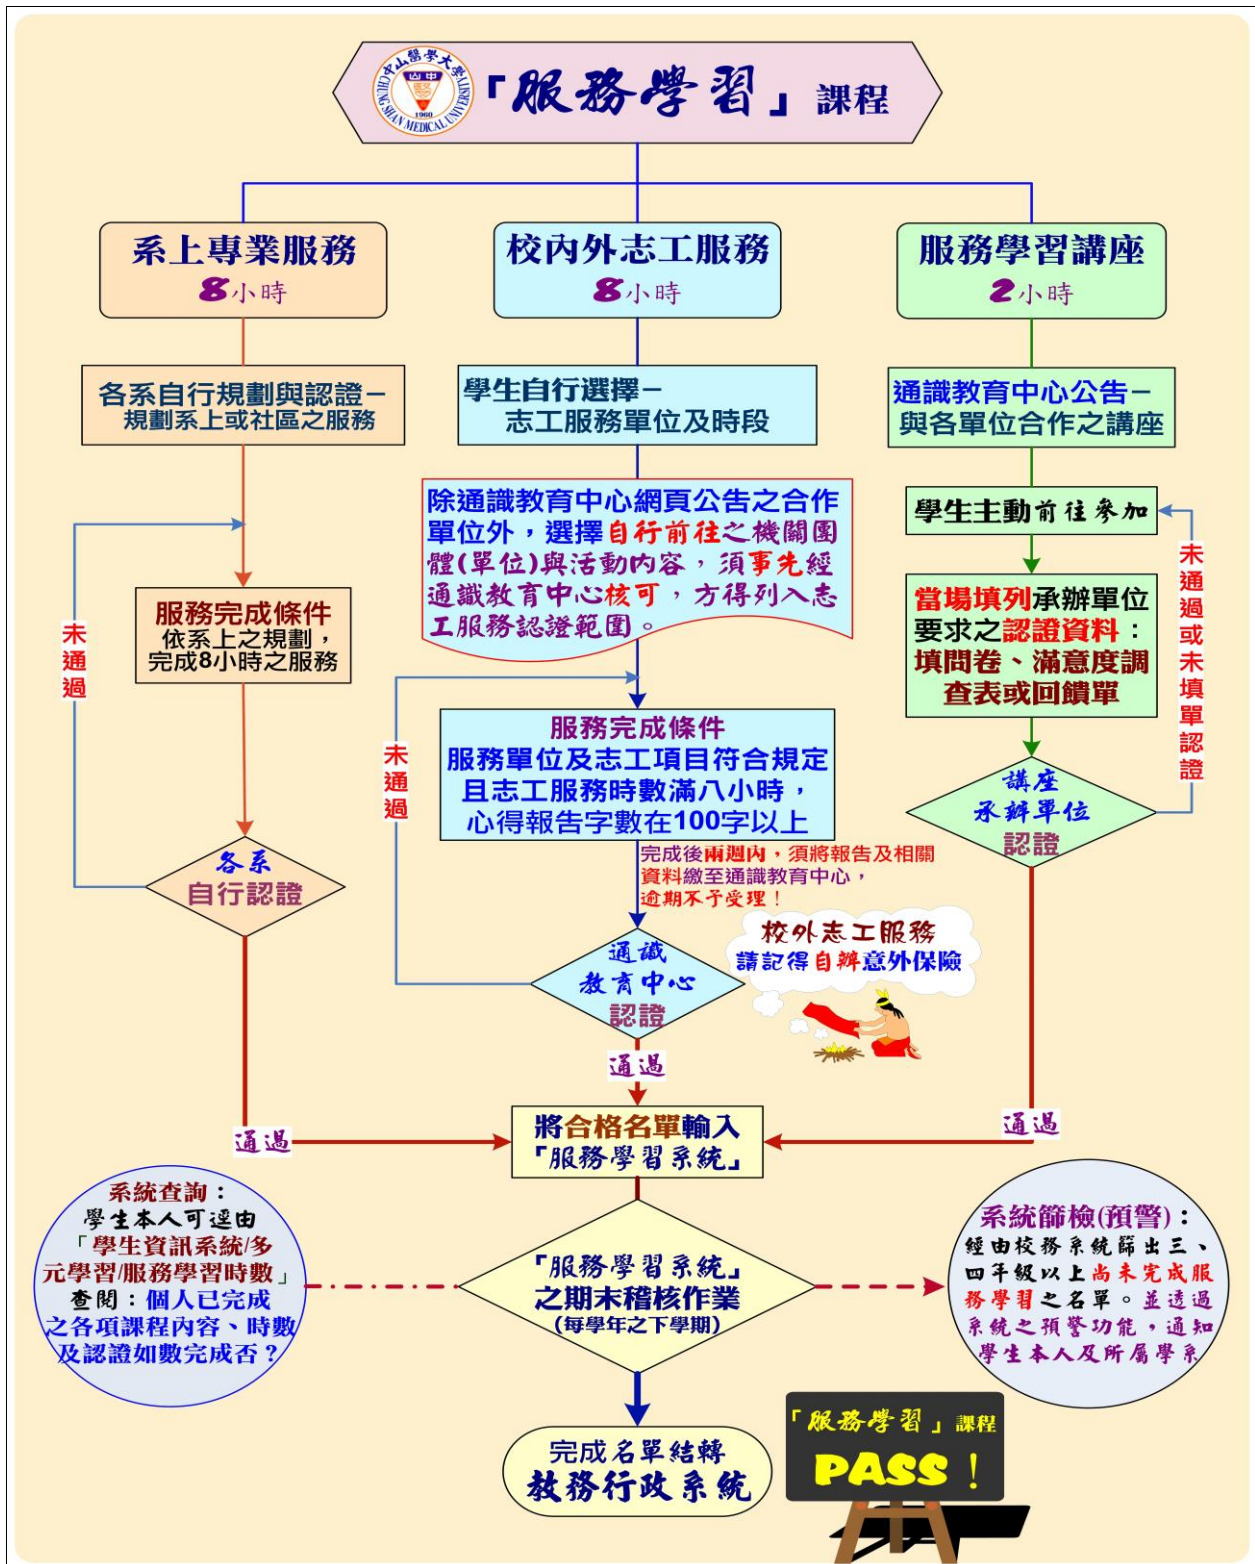 中山醫學大學
CHUNG SHAN MEDICAL UNIVERSITY
1960
「服務學習」課程
系上專業服務
8小時
各系自行規劃與認證－
規劃系上或社區之服務
服務完成條件
依系上之規劃，
完成8小時之服務
未通過
各系
自行認證
通過
校內外志工服務
8小時
學生自行選擇－
志工服務單位及時段
除通識教育中心網頁公告之合作
單位外，選擇自行前往之機關團
體(單位)與活動內容，須事先經
通識教育中心核可，方得列入志
工服務認證範圍。
服務完成條件
服務單位及志工項目符合規定
且志工服務時數滿八小時，
心得報告字數在100字以上
未通過
完成後兩週內，須將報告及相關
資料繳至通識教育中心，
逾期不予受理！
通識
教育中心
認證
校外志工服務
請記得自辦意外保險
通過
服務學習講座
2小時
通識教育中心公告－
與各單位合作之講座
學生主動前往參加
當場填列承辦單位
要求之認證資料：
填問卷、滿意度調
查表或回饋單
未通過或未填單認證
講座
承辦單位
認證
通過
將合格名單輸入
「服務學習系統」
系統查詢：
學生本人可逕由
「學生資訊系統/多
元學習/服務學習時數」
查閱：個人已完成
之各項課程內容、時數
及認證如數完成否？
「服務學習系統」
之期末稽核作業
(每學年之下學期)
系統篩檢(預警)：
經由校務系統篩出三、
四年級以上尚未完成服
務學習之名單。並透過
系統之預警功能，通知
學生本人及所屬學系
完成名單結轉
教務行政系統
「服務學習」課程
PASS！